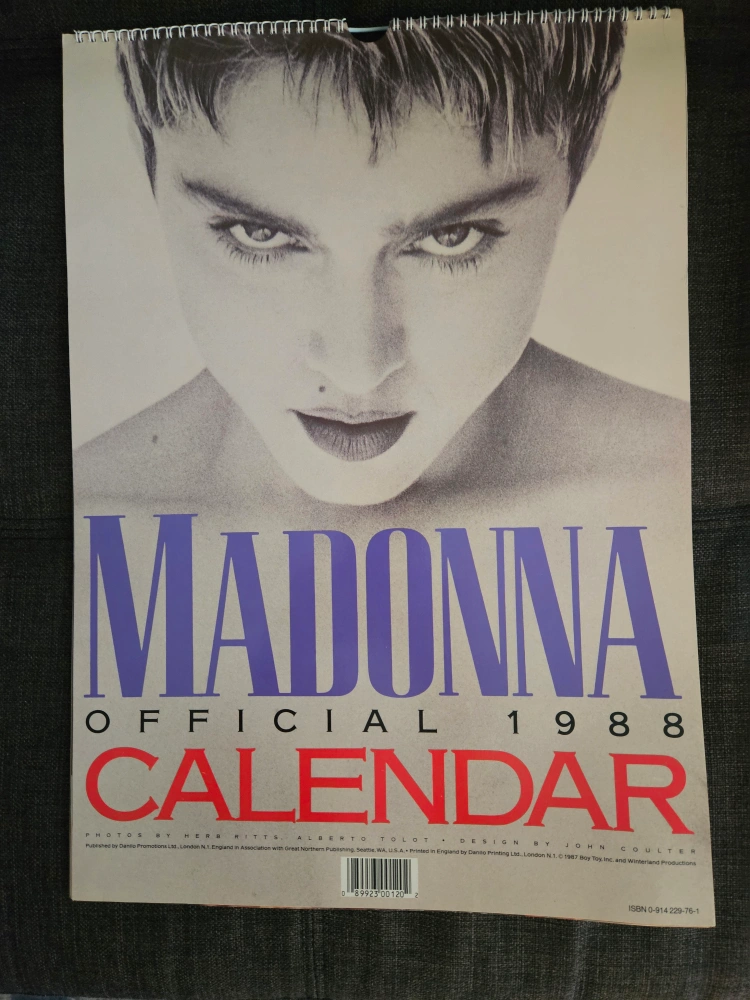 MADONNA
OFFICIAL 1988
CALENDAR
PHOTOS BY HERB RITTS, ALBERTO TOLOT • DESIGN BY JOHN COULTER
Published by Danilo Promotions Ltd., London N.1. England in Association with Great Northern Publishing, Seattle, WA, U.S.A. • Printed in England by Danilo Printing Ltd., London N.1. © 1987 Boy Toy, Inc. and Winterland Productions
0 89923 00120 2
ISBN 0-914 229-76-1